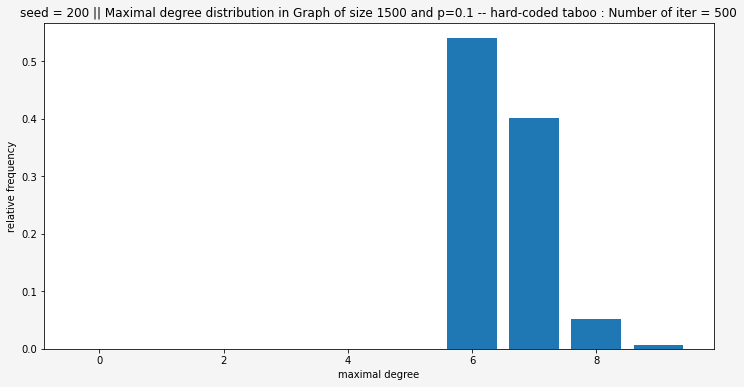 seed = 200 || Maximal degree distribution in Graph of size 1500 and p=0.1 -- hard-coded taboo : Number of iter = 500
0.5
0.4
0.3
0.2
0.1
0.0
relative frequency
0 2 4 6 8
maximal degree